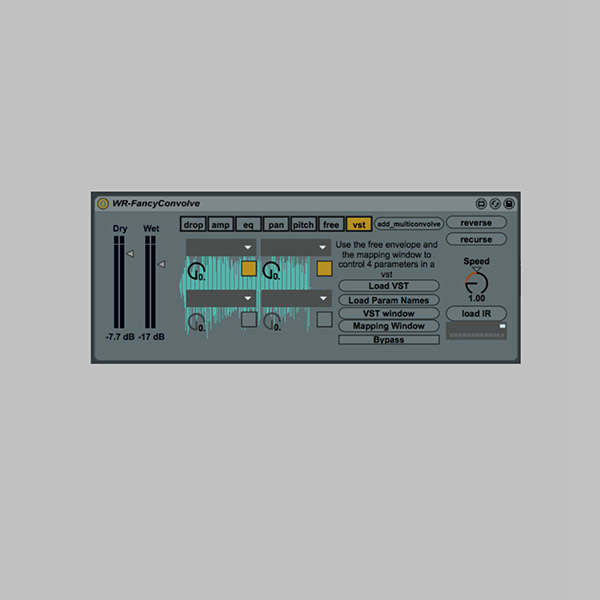 WR-FancyConvolve
Dry Wet
-7.7 dB -17 dB
drop amp eq pan pitch free vst add_multiconvolve
0. 0.
0. 0.
Use the free envelope and
the mapping window to
control 4 parameters in a
vst
Load VST
Load Param Names
VST window
Mapping Window
Bypass
reverse
recurse
Speed
1.00
load IR